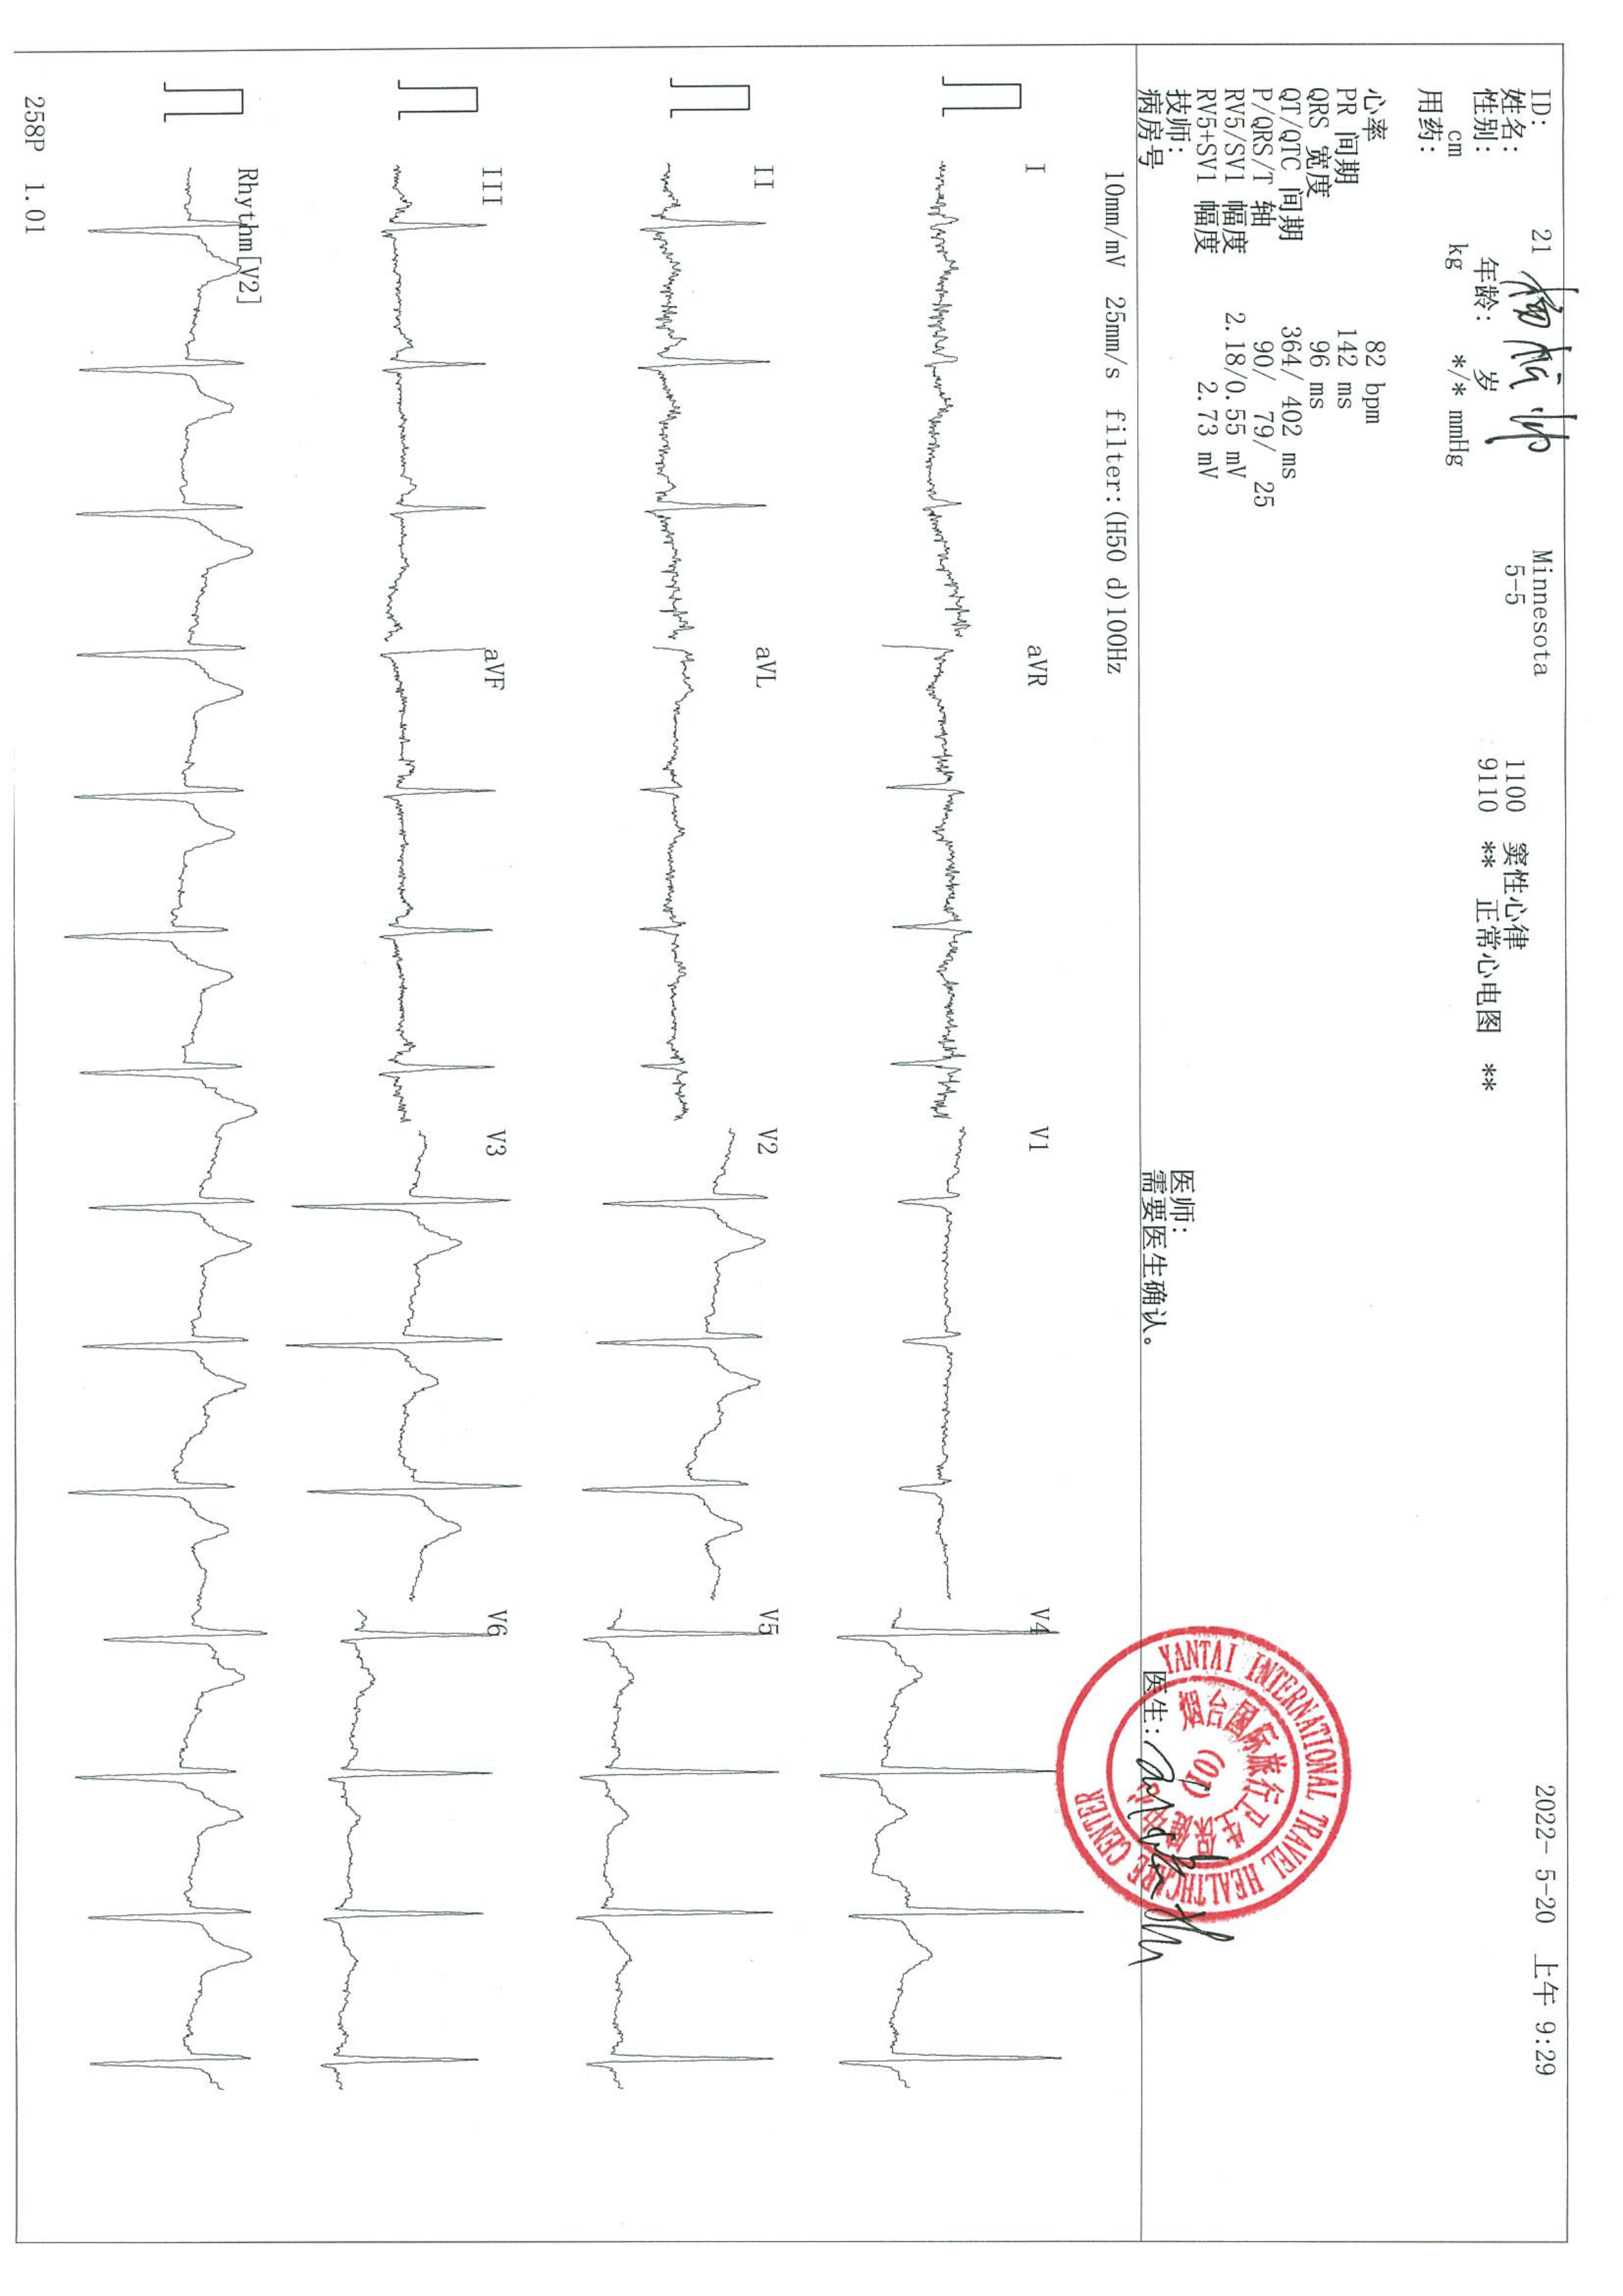 ID: 21
Minnesota
2022- 5-20 上午 9:29
姓名:
5-5
1100 窦性心律
性别: 年龄: 岁
9110 ** 正常心电图 **
cm kg */* mmHg
用药:
心率 82 bpm
PR 间期 142 ms
QRS 宽度 96 ms
QT/QTC 间期 364/ 402 ms
P/QRS/T 轴 90/ 79/ 25
RV5/SV1 幅度 2.18/0.55 mV
RV5+SV1 幅度 2.73 mV
技师:
医师:
病房号
需要医生确认。
医生:
YANTAI INTERNATIONAL TRAVEL HEALTHCARE CENTER
烟台国际旅行卫生保健中心
(01)
10mm/mV 25mm/s filter:(H50 d)100Hz
I
aVR
V1
V4
II
aVL
V2
V5
III
aVF
V3
V6
Rhythm[V2]
258P 1.01